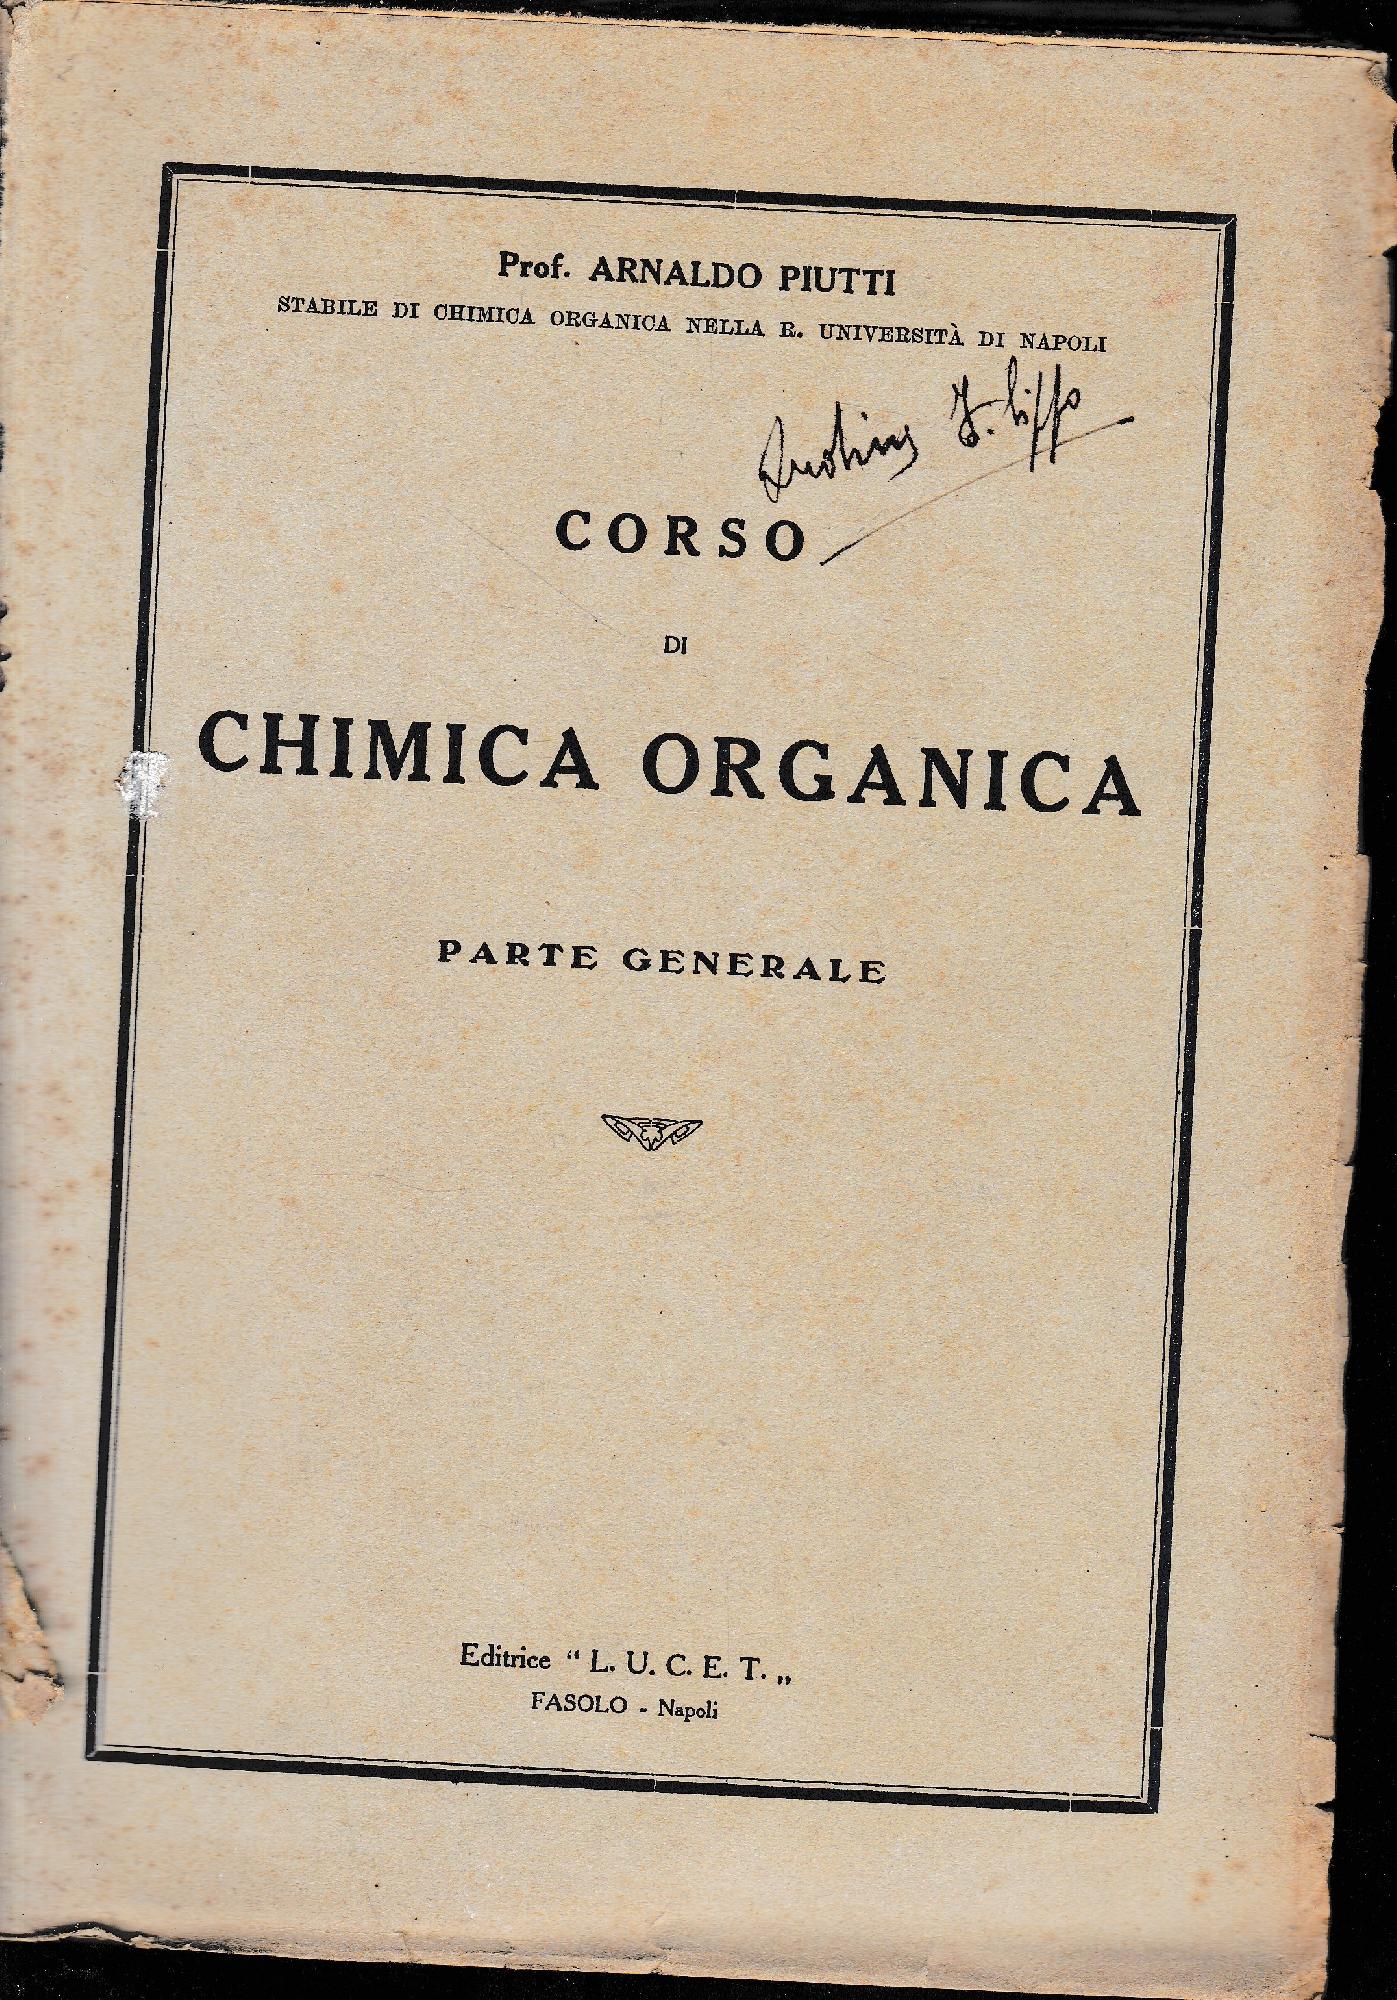 Prof. ARNALDO PIUTTI
STABILE DI CHIMICA ORGANICA NELLA R. UNIVERSITÀ DI NAPOLI
CORSO
DI
CHIMICA ORGANICA
PARTE GENERALE
Editrice “ L. U. C. E. T. „
FASOLO - Napoli